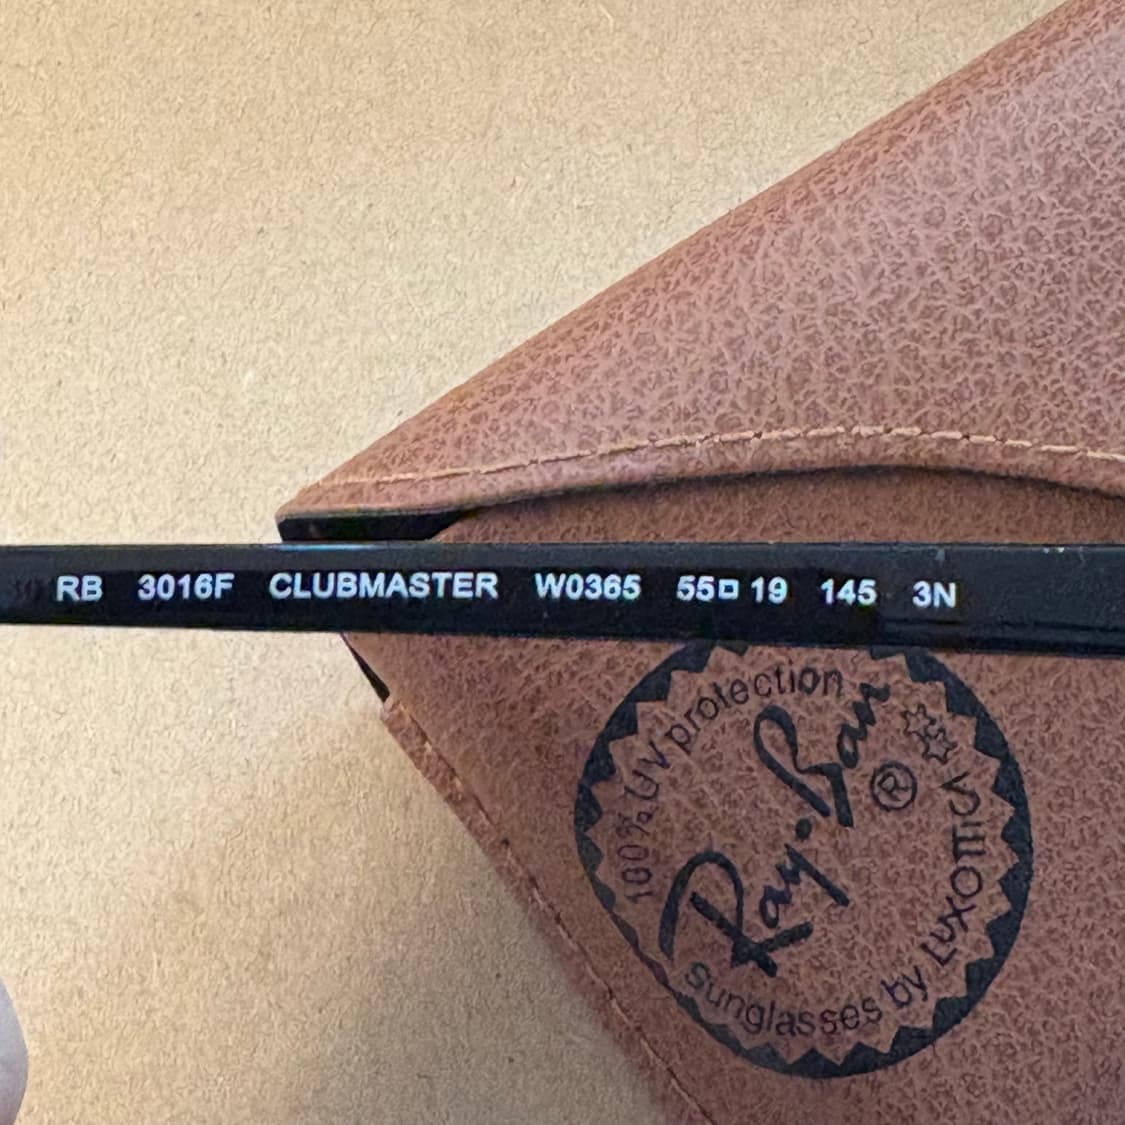 RB 3016F CLUBMASTER W0365 55□19 145 3N
100% UV protection
Ray-Ban ®
Sunglasses by LUXOTTICA